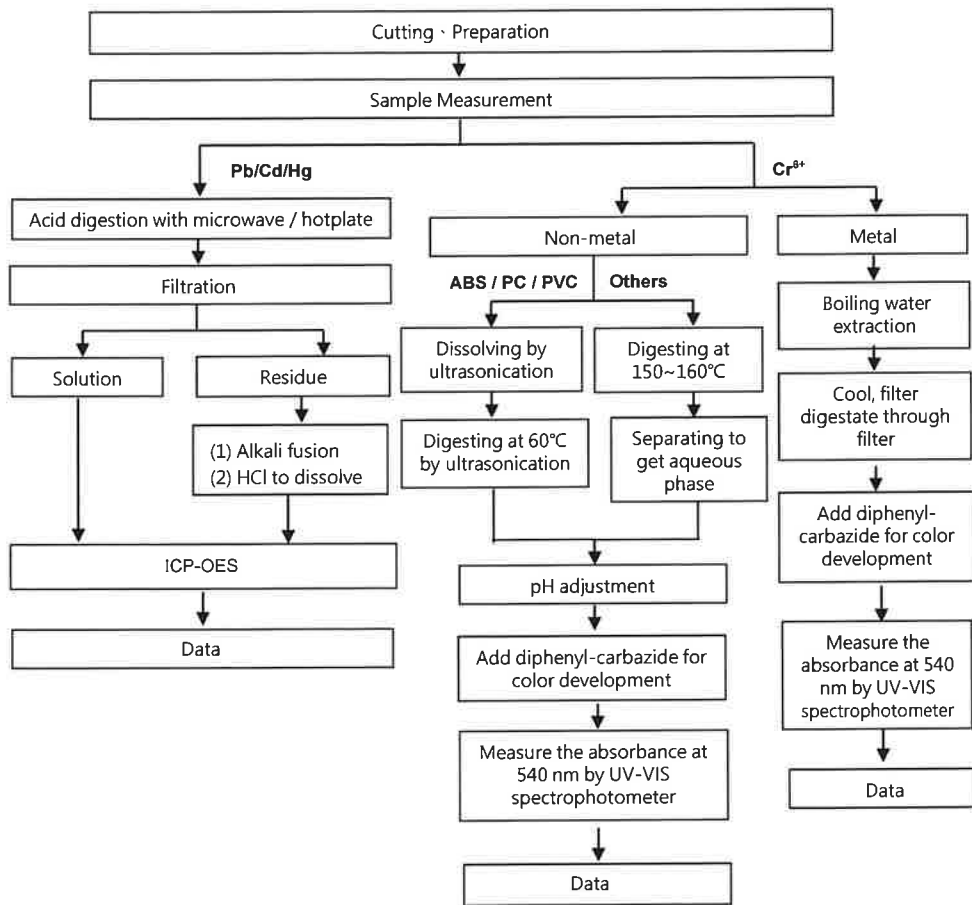 Cutting、Preparation
Sample Measurement
Pb/Cd/Hg
Cr⁶⁺
Acid digestion with microwave / hotplate
Non-metal
Metal
Filtration
ABS / PC / PVC
Others
Boiling water
extraction
Solution
Residue
Dissolving by
ultrasonication
Digesting at
150~160℃
Cool, filter
digestate through
filter
(1) Alkali fusion
(2) HCl to dissolve
Digesting at 60℃
by ultrasonication
Separating to
get aqueous
phase
Add diphenyl-
carbazide for color
development
ICP-OES
pH adjustment
Data
Add diphenyl-carbazide for
color development
Measure the
absorbance at 540
nm by UV-VIS
spectrophotometer
Measure the absorbance at
540 nm by UV-VIS
spectrophotometer
Data
Data